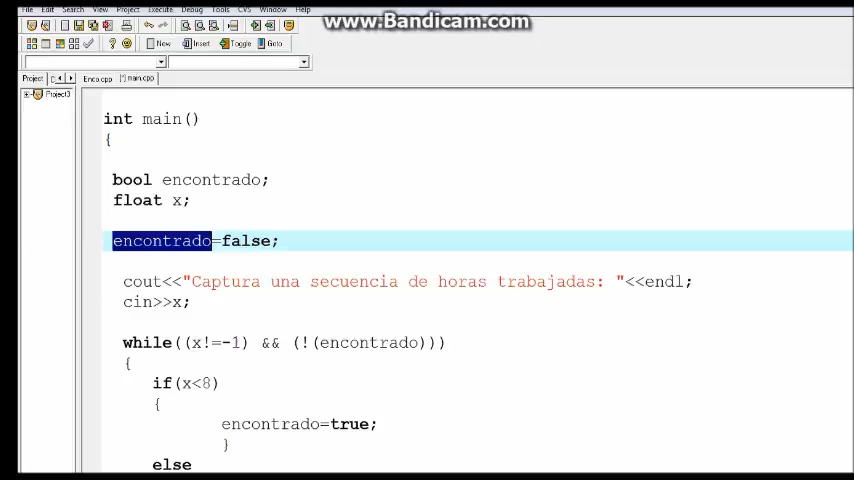 www.Bandicam.com
File Edit Search View Project Execute Debug Tools CVS Window Help
New Insert Toggle Goto
Project Enco.cpp [*] main.cpp
Project3
int main()
{
bool encontrado;
float x;
encontrado=false;
cout<<"Captura una secuencia de horas trabajadas: "<<endl;
cin>>x;
while((x!=-1) && (!(encontrado)))
{
if(x<8)
{
encontrado=true;
}
else